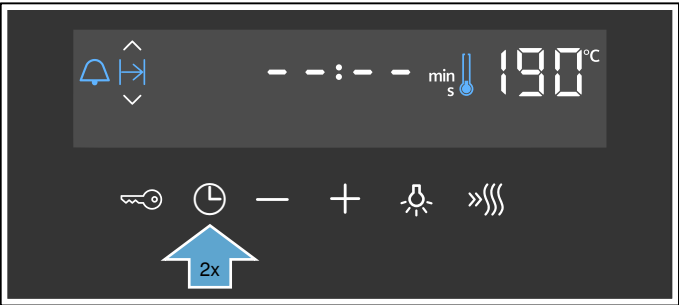 – –:– – min s 190 °C
2x